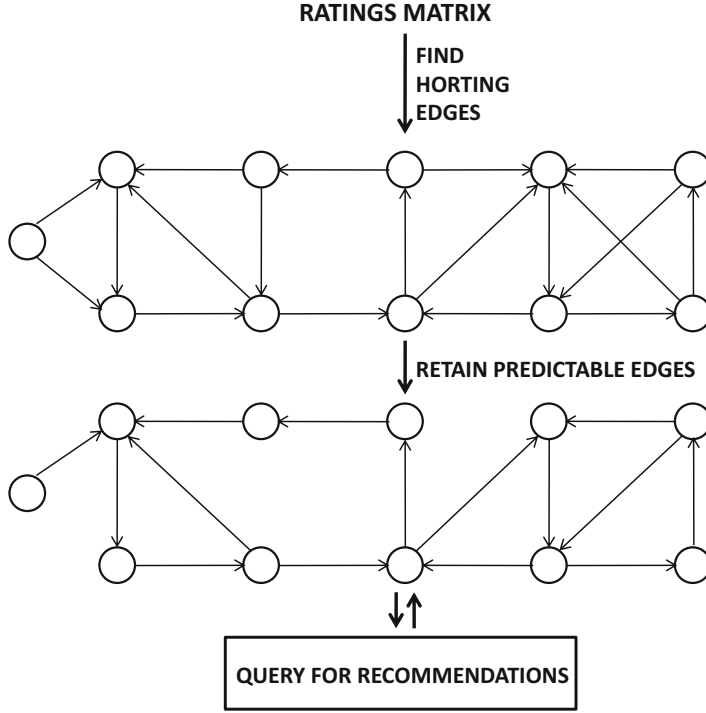 RATINGS MATRIX
FIND
HORTING
EDGES
RETAIN PREDICTABLE EDGES
QUERY FOR RECOMMENDATIONS